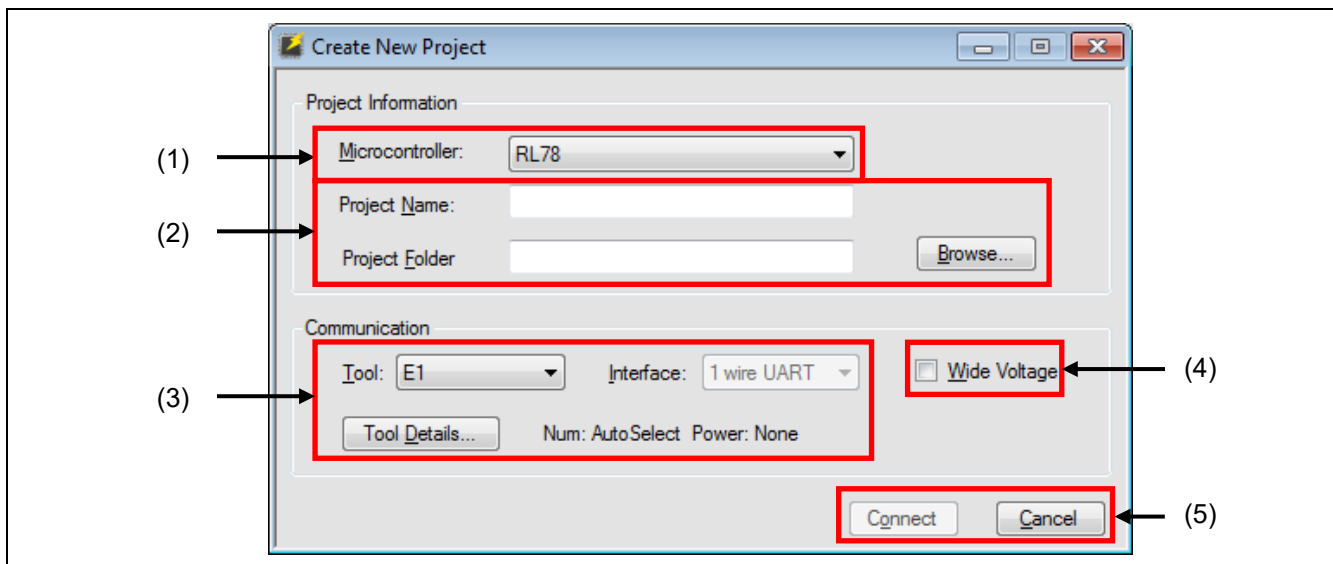 Create New Project
Project Information
(1)
Microcontroller: RL78
(2)
Project Name:
Project Folder Browse...
Communication
(3)
Tool: E1 Interface: 1 wire UART Wide Voltage (4)
Tool Details... Num: AutoSelect Power: None
Connect Cancel (5)